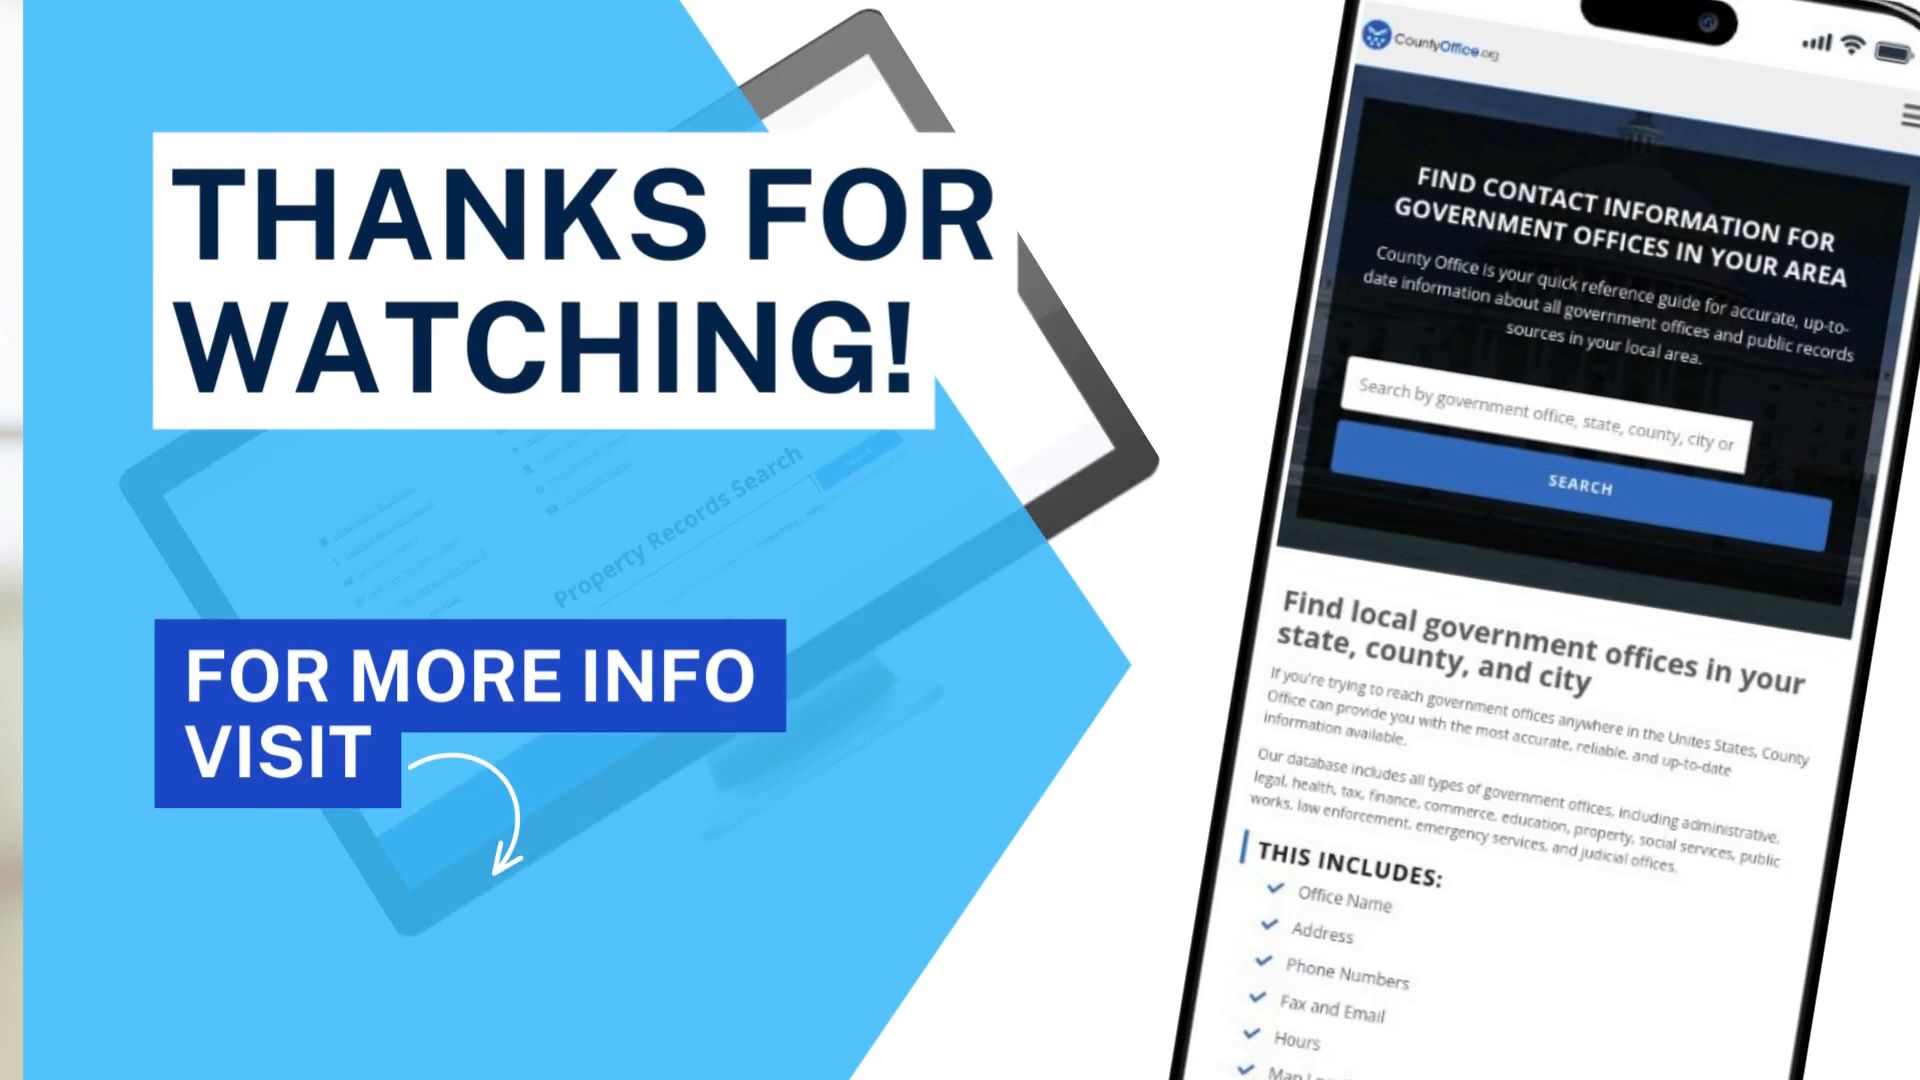 THANKS FOR
WATCHING!
Property Records Search
FOR MORE INFO
VISIT
CountyOffice.org
FIND CONTACT INFORMATION FOR
GOVERNMENT OFFICES IN YOUR AREA
County Office is your quick reference guide for accurate, up-to-
date information about all government offices and public records
sources in your local area.
Search by government office, state, county, city or
SEARCH
Find local government offices in your
state, county, and city
If you're trying to reach government offices anywhere in the Unites States, County
Office can provide you with the most accurate, reliable, and up-to-date
information available.
Our database includes all types of government offices, including administrative,
legal, health, tax, finance, commerce, education, property, social services, public
works, law enforcement, emergency services, and judicial offices.
THIS INCLUDES:
Office Name
Address
Phone Numbers
Fax and Email
Hours
Map